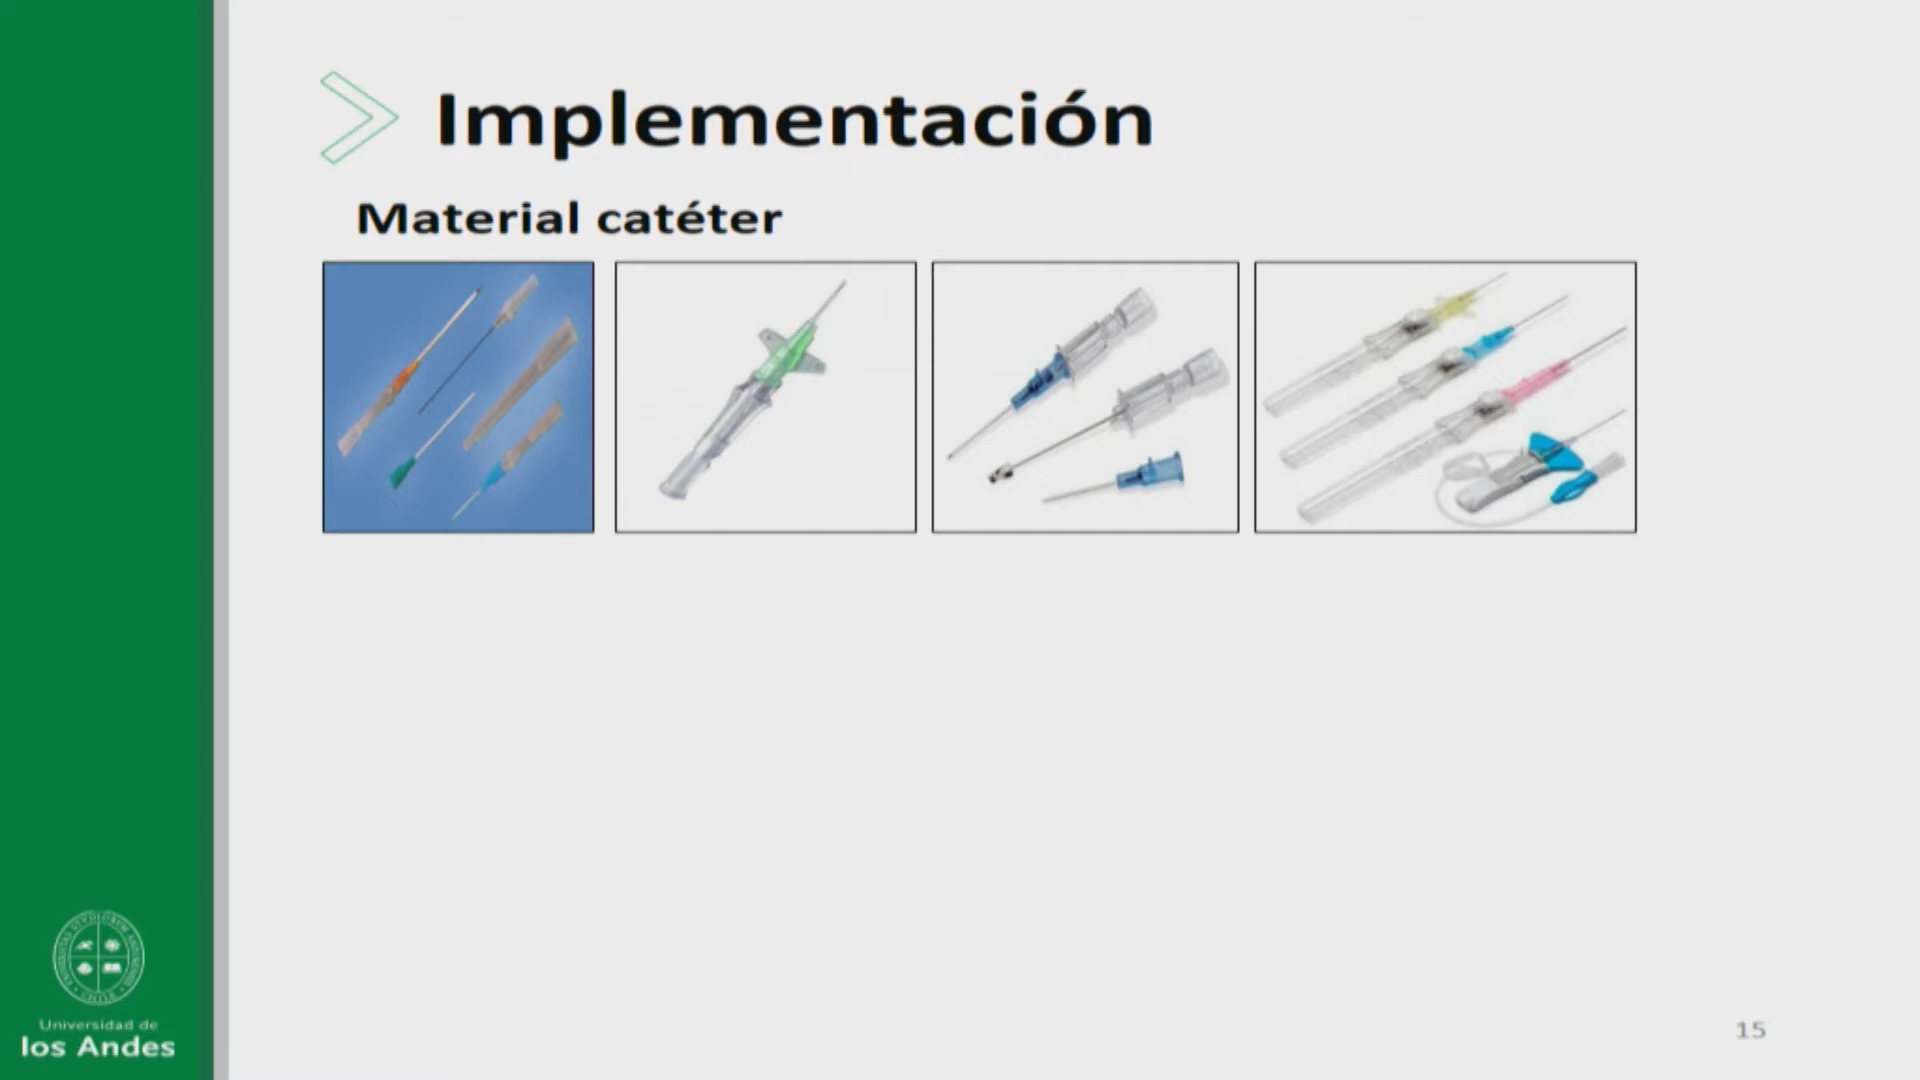 Implementación
Material catéter
Universidad de
los Andes
15